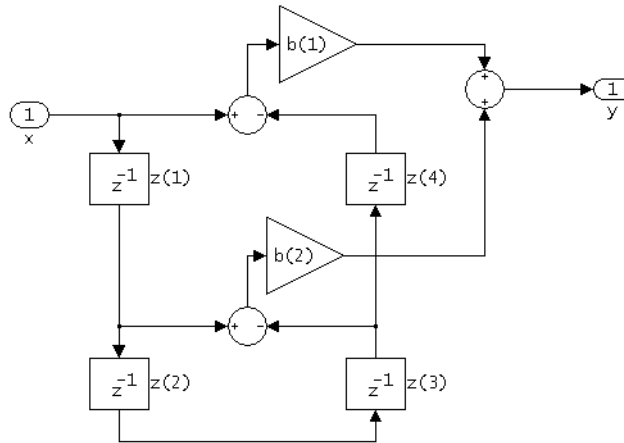 b(1)
+
+
1
y
1
x
+ -
z-1 z(1)
z-1 z(4)
b(2)
+ -
z-1 z(2)
z-1 z(3)